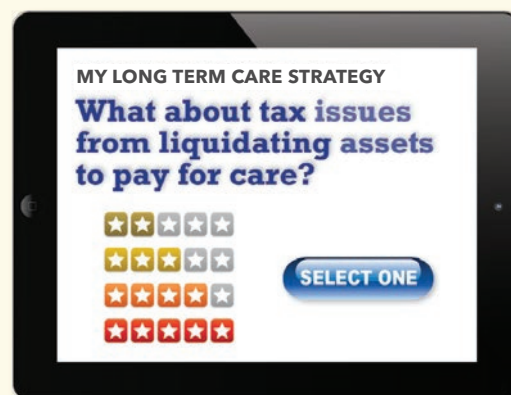 MY LONG TERM CARE STRATEGY
What about tax issues
from liquidating assets
to pay for care?
SELECT ONE